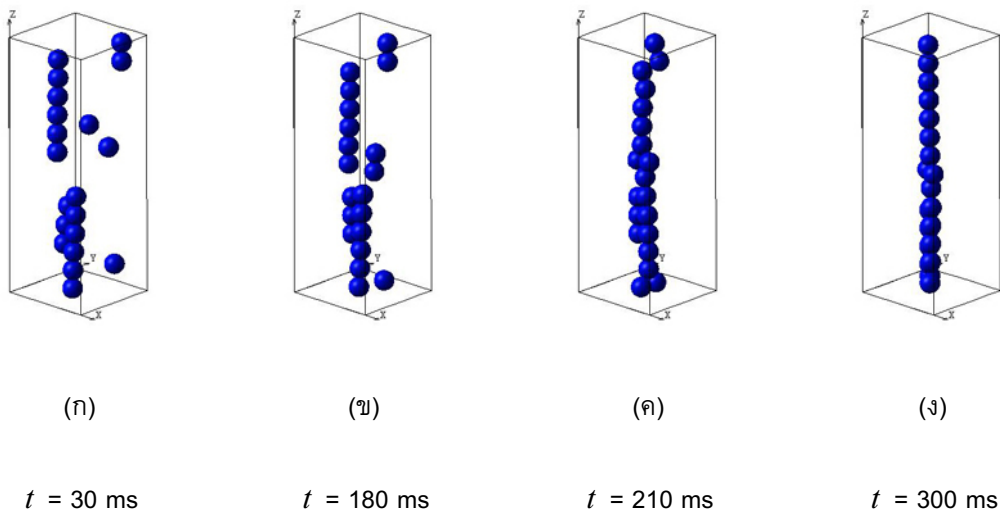 Z Z Z Z
Y Y Y Y
X X X X
(ก) (ข) (ค) (ง)
t = 30 ms t = 180 ms t = 210 ms t = 300 ms